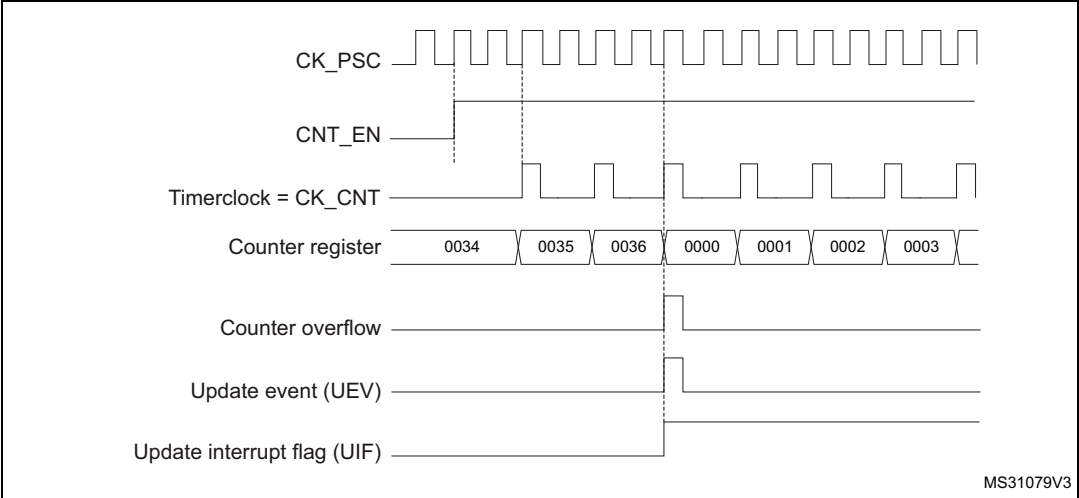 CK_PSC
CNT_EN
Timerclock = CK_CNT
Counter register 0034 0035 0036 0000 0001 0002 0003
Counter overflow
Update event (UEV)
Update interrupt flag (UIF)
MS31079V3